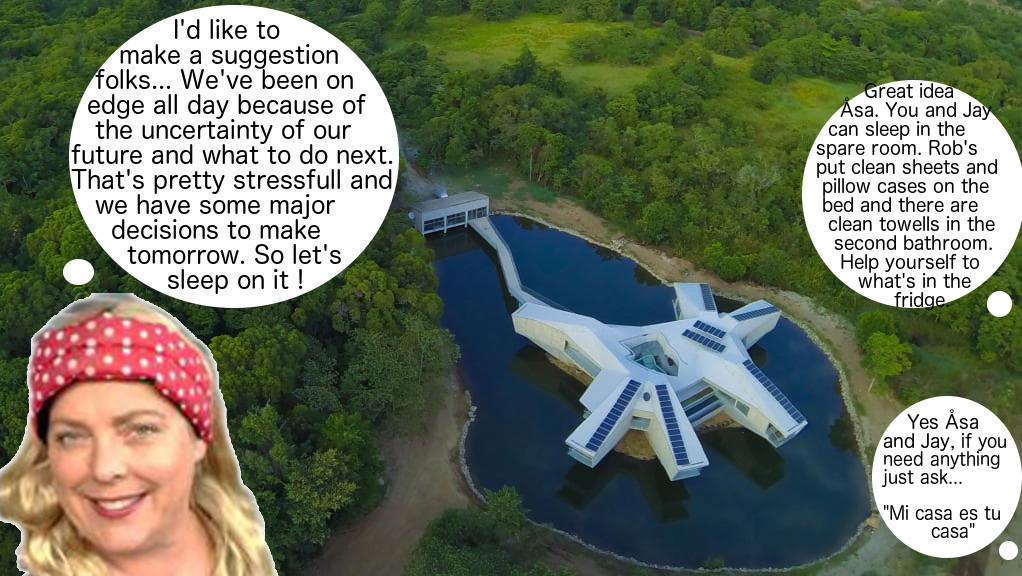 I'd like to
make a suggestion
folks... We've been on
edge all day because of
the uncertainty of our
future and what to do next.
That's pretty stressfull and
we have some major
decisions to make
tomorrow. So let's
sleep on it !
Great idea
Åsa. You and Jay
can sleep in the
spare room. Rob's
put clean sheets and
pillow cases on the
bed and there are
clean towells in the
second bathroom.
Help yourself to
what's in the
fridge
Yes Åsa
and Jay, if you
need anything
just ask...
"Mi casa es tu
casa"